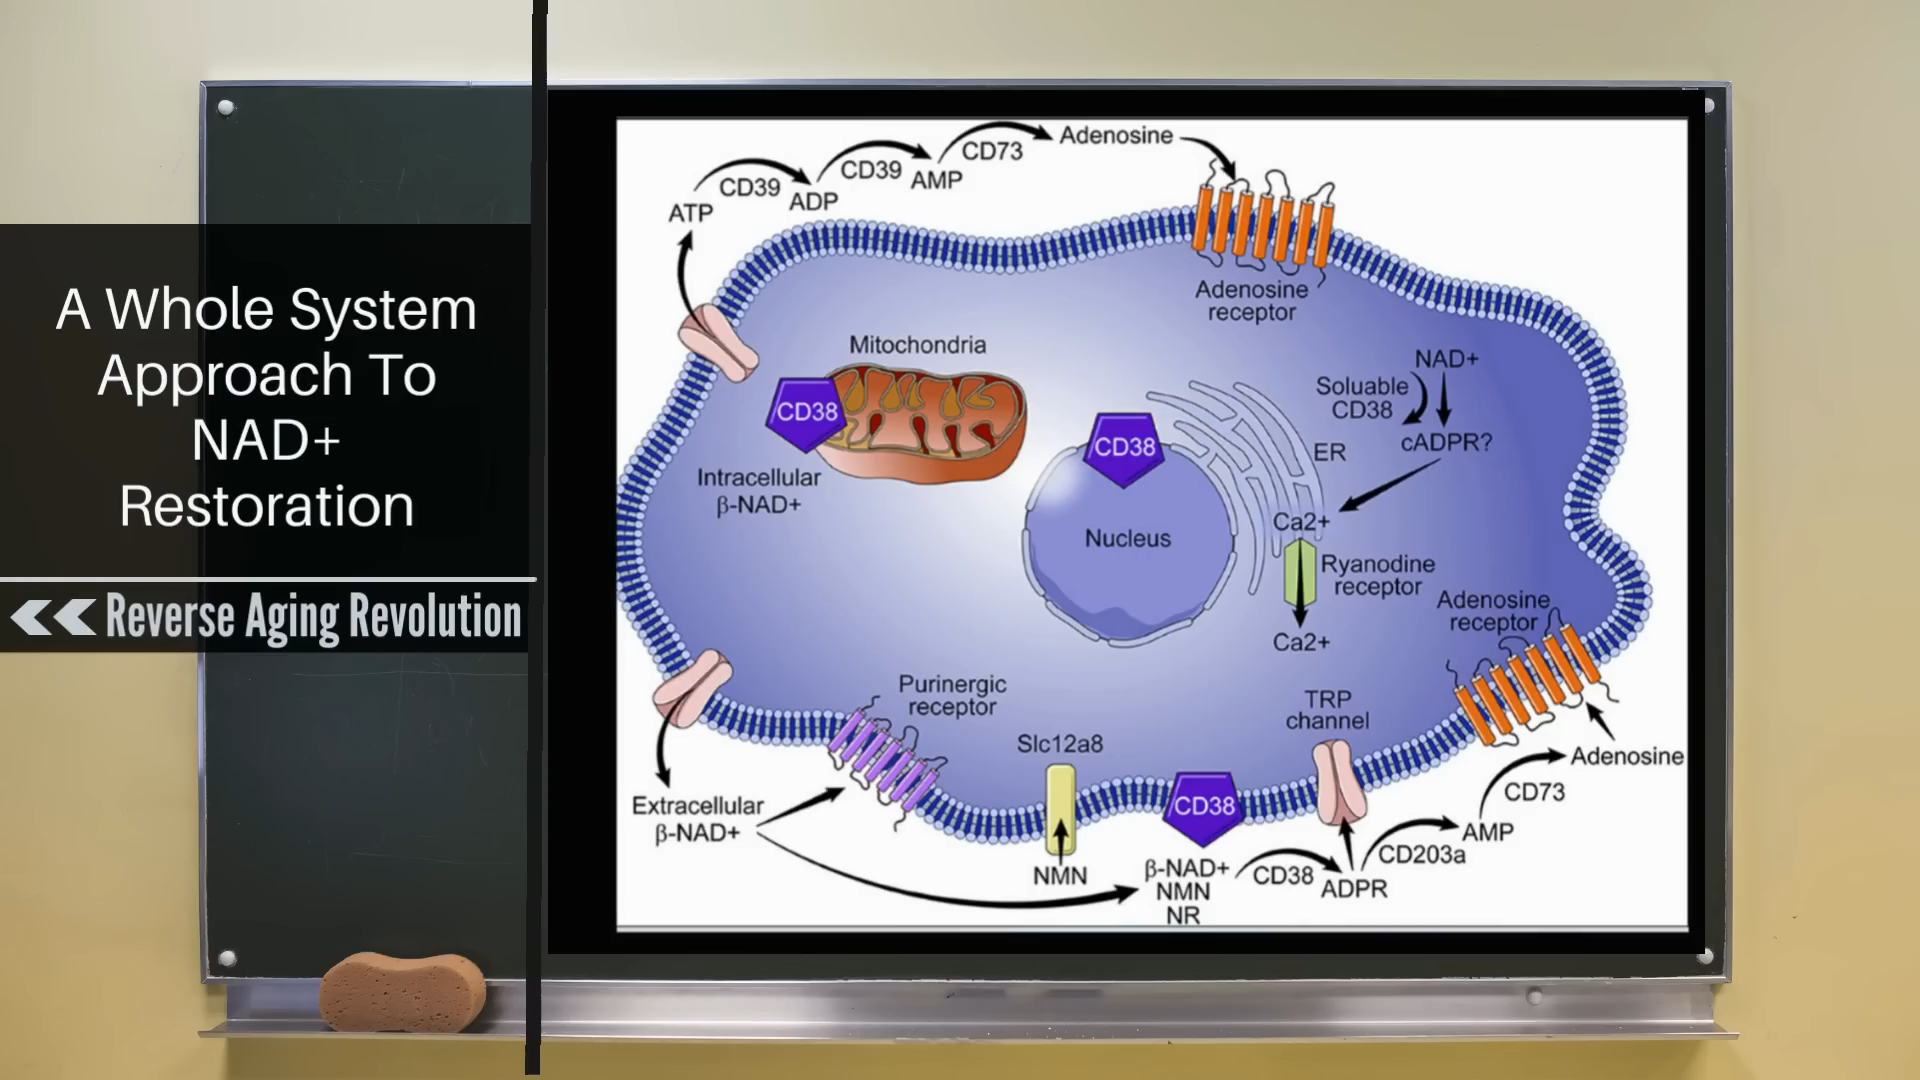 A Whole System
Approach To
NAD+
Restoration
Reverse Aging Revolution
ATP
CD39
ADP
CD39
AMP
CD73
Adenosine
Adenosine
receptor
Mitochondria
CD38
Intracellular
β-NAD+
CD38
Nucleus
ER
NAD+
Soluable
CD38
cADPR?
Ca2+
Ryanodine
receptor
Ca2+
Adenosine
receptor
Purinergic
receptor
Slc12a8
TRP
channel
Extracellular
β-NAD+
NMN
CD38
β-NAD+
NMN
NR
CD38
ADPR
CD203a
AMP
CD73
Adenosine